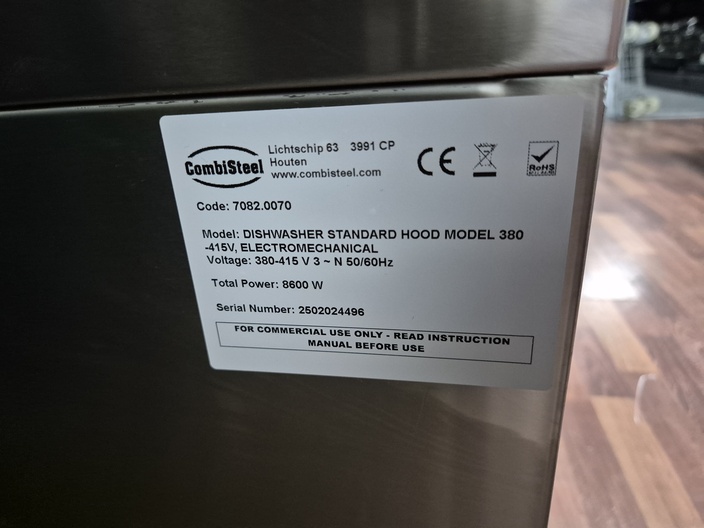 CombiSteel
Lichtschip 63 3991 CP
Houten
www.combisteel.com
CE
RoHS
Code: 7082.0070
Model: DISHWASHER STANDARD HOOD MODEL 380
-415V, ELECTROMECHANICAL
Voltage: 380-415 V 3 ~ N 50/60Hz
Total Power: 8600 W
Serial Number: 2502024496
FOR COMMERCIAL USE ONLY - READ INSTRUCTION
MANUAL BEFORE USE